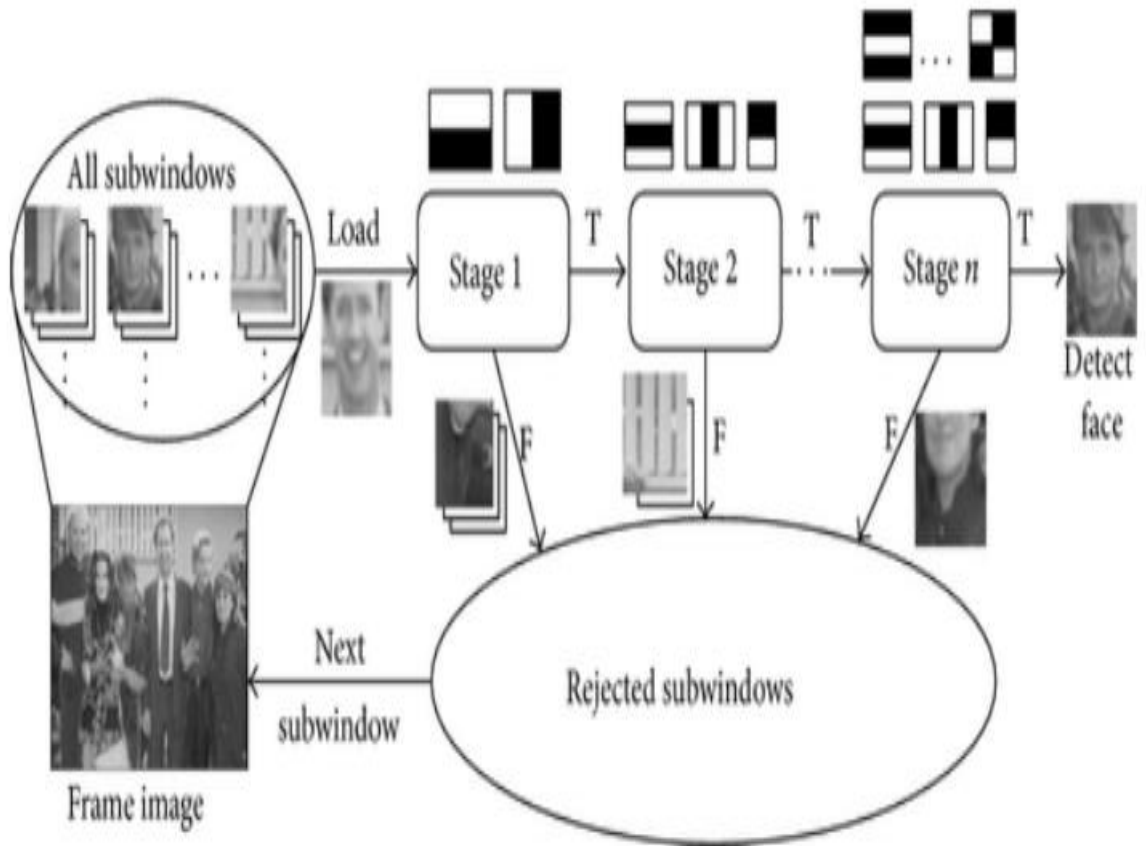 All subwindows
. . .
Load
Stage 1
T
Stage 2
T
. . .
Stage n
T
Detect
face
F
F
F
Rejected subwindows
Next
subwindow
Frame image